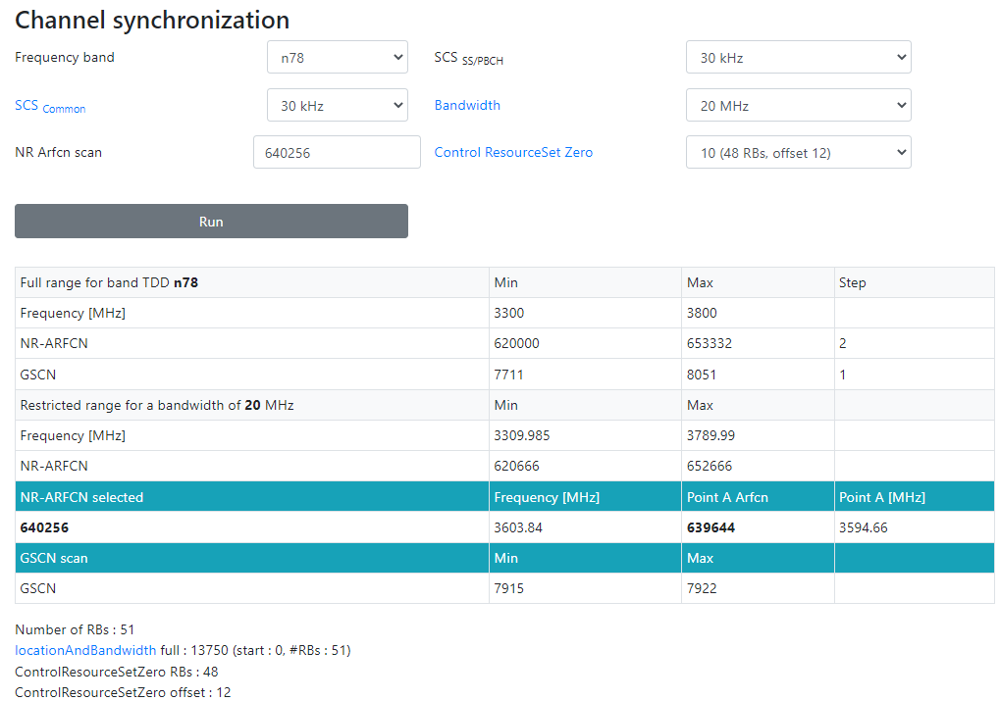 Channel synchronization
Frequency band n78 SCS SS/PBCH 30 kHz
SCS Common 30 kHz Bandwidth 20 MHz
NR Arfcn scan 640256 Control ResourceSet Zero 10 (48 RBs, offset 12)
Run
Full range for band TDD n78 Min Max Step
Frequency [MHz] 3300 3800
NR-ARFCN 620000 653332 2
GSCN 7711 8051 1
Restricted range for a bandwidth of 20 MHz Min Max
Frequency [MHz] 3309.985 3789.99
NR-ARFCN 620666 652666
NR-ARFCN selected Frequency [MHz] Point A Arfcn Point A [MHz]
640256 3603.84 639644 3594.66
GSCN scan Min Max
GSCN 7915 7922
Number of RBs : 51
locationAndBandwidth full : 13750 (start : 0, #RBs : 51)
ControlResourceSetZero RBs : 48
ControlResourceSetZero offset : 12